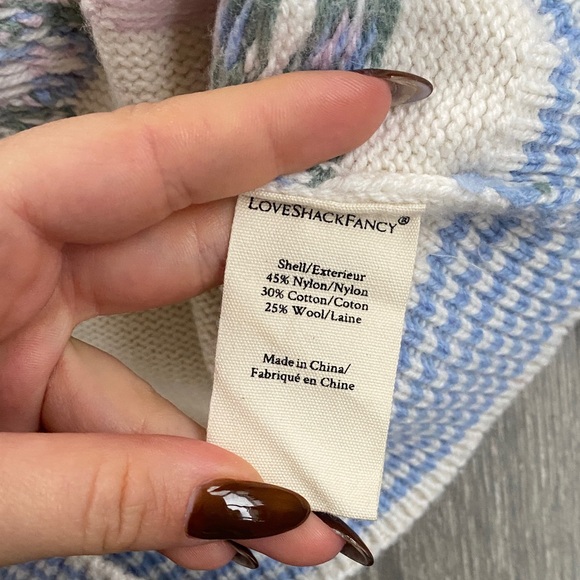 LOVESHACKFANCY®
Shell/Exterieur
45% Nylon/Nylon
30% Cotton/Coton
25% Wool/Laine
Made in China/
Fabriqué en Chine